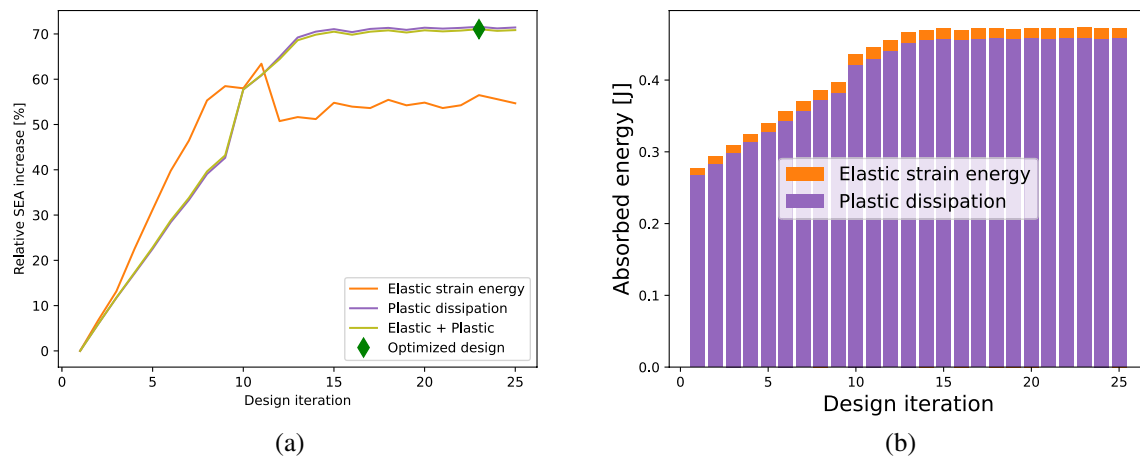 70
60
50
40
30
20
10
0
Relative SEA increase [%]
Elastic strain energy
Plastic dissipation
Elastic + Plastic
Optimized design
0 5 10 15 20 25
Design iteration
(a)
0.4
0.3
0.2
0.1
0.0
Absorbed energy [J]
Elastic strain energy
Plastic dissipation
0 5 10 15 20 25
Design iteration
(b)